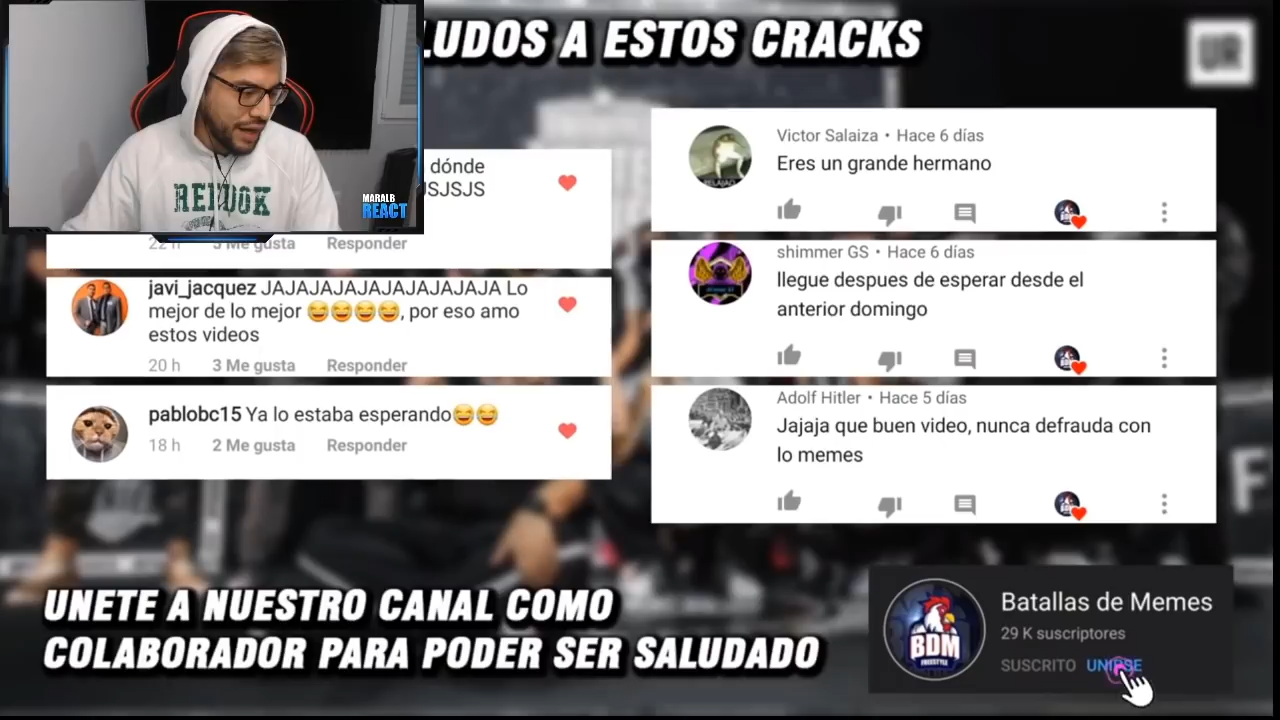 LUDOS A ESTOS CRACKS
UR
REEBOK
MARALB
REACT
dónde
JSJSJS
22 h 3 Me gusta Responder
javi_jacquez JAJAJAJAJAJAJAJAJAJA Lo
mejor de lo mejor 😂😂😂😂, por eso amo
estos videos
20 h 3 Me gusta Responder
pablobc15 Ya lo estaba esperando😂😂
18 h 2 Me gusta Responder
Victor Salaiza • Hace 6 días
Eres un grande hermano
shimmer GS • Hace 6 días
llegue despues de esperar desde el
anterior domingo
Adolf Hitler • Hace 5 días
Jajaja que buen video, nunca defrauda con
lo memes
UNETE A NUESTRO CANAL COMO
COLABORADOR PARA PODER SER SALUDADO
BDM
FREESTYLE
Batallas de Memes
29 K suscriptores
SUSCRITO UNIRSE